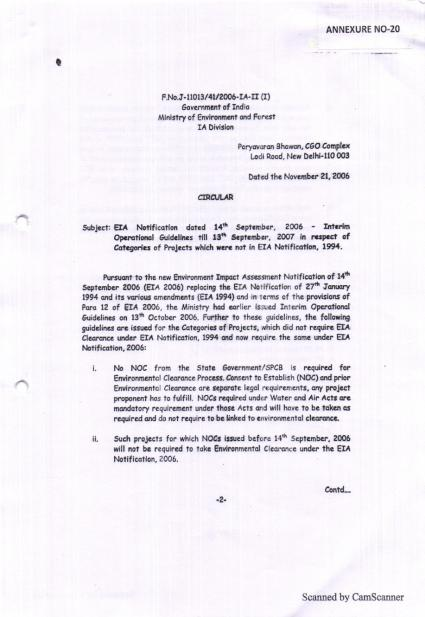 ANNEXURE NO-20
F.No.J-11013/41/2006-IA-II (I)
Government of India
Ministry of Environment and Forest
IA Division
Paryavaran Bhawan, CGO Complex
Lodi Road, New Delhi-110 003
Dated the November 21, 2006
CIRCULAR
Subject: EIA Notification dated 14th September, 2006 - Interim
Operational Guidelines till 13th September, 2007 in respect of
Categories of Projects which were not in EIA Notification, 1994.
Pursuant to the new Environment Impact Assessment Notification of 14th
September 2006 (EIA 2006) replacing the EIA Notification of 27th January
1994 and its various amendments (EIA 1994) and in terms of the provisions of
Para 12 of EIA 2006, the Ministry had earlier issued Interim Operational
Guidelines on 13th October 2006. Further to these guidelines, the following
guidelines are issued for the Categories of Projects, which did not require EIA
Clearance under EIA Notification, 1994 and now require the same under EIA
Notification, 2006:
i. No NOC from the State Government/SPCB is required for
Environmental Clearance Process. Consent to Establish (NOC) and prior
Environmental Clearance are separate legal requirements, any project
proponent has to fulfill. NOCs required under Water and Air Acts are
mandatory requirement under those Acts and will have to be taken as
required and do not require to be linked to environmental clearance.
ii. Such projects for which NOCs issued before 14th September, 2006
will not be required to take Environmental Clearance under the EIA
Notification, 2006.
Contd...
-2-
Scanned by CamScanner